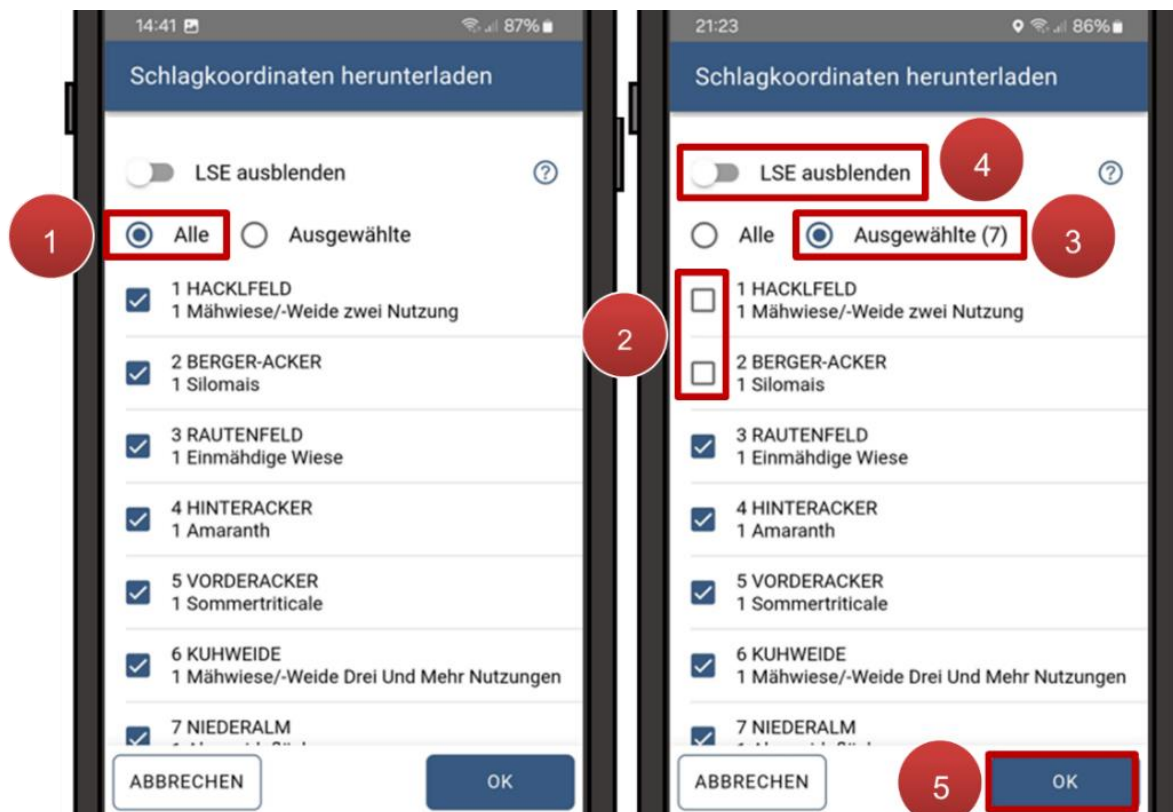 14:41 87%
Schlagkoordinaten herunterladen
LSE ausblenden
1
Alle Ausgewählte
1 HACKLFELD
1 Mähwiese/-Weide zwei Nutzung
2 BERGER-ACKER
1 Silomais
3 RAUTENFELD
1 Einmähdige Wiese
4 HINTERACKER
1 Amaranth
5 VORDERACKER
1 Sommertriticale
6 KUHWEIDE
1 Mähwiese/-Weide Drei Und Mehr Nutzungen
7 NIEDERALM
ABBRECHEN OK
21:23 86%
Schlagkoordinaten herunterladen
LSE ausblenden 4
Alle Ausgewählte (7) 3
1 HACKLFELD
1 Mähwiese/-Weide zwei Nutzung
2
2 BERGER-ACKER
1 Silomais
3 RAUTENFELD
1 Einmähdige Wiese
4 HINTERACKER
1 Amaranth
5 VORDERACKER
1 Sommertriticale
6 KUHWEIDE
1 Mähwiese/-Weide Drei Und Mehr Nutzungen
7 NIEDERALM
ABBRECHEN 5 OK